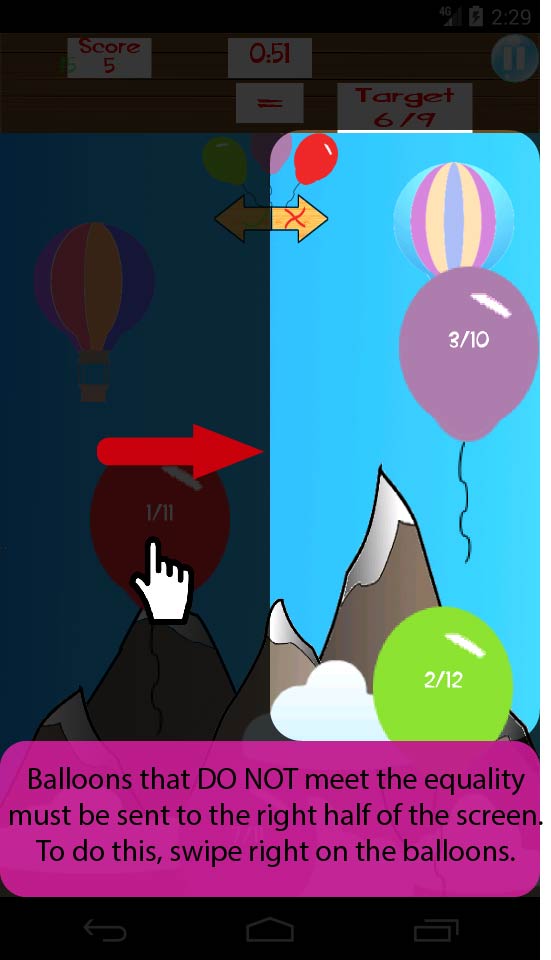 4G 2:29
Score
5
0:51
=
Target
6/9
3/10
1/11
2/12
Balloons that DO NOT meet the equality
must be sent to the right half of the screen.
To do this, swipe right on the balloons.